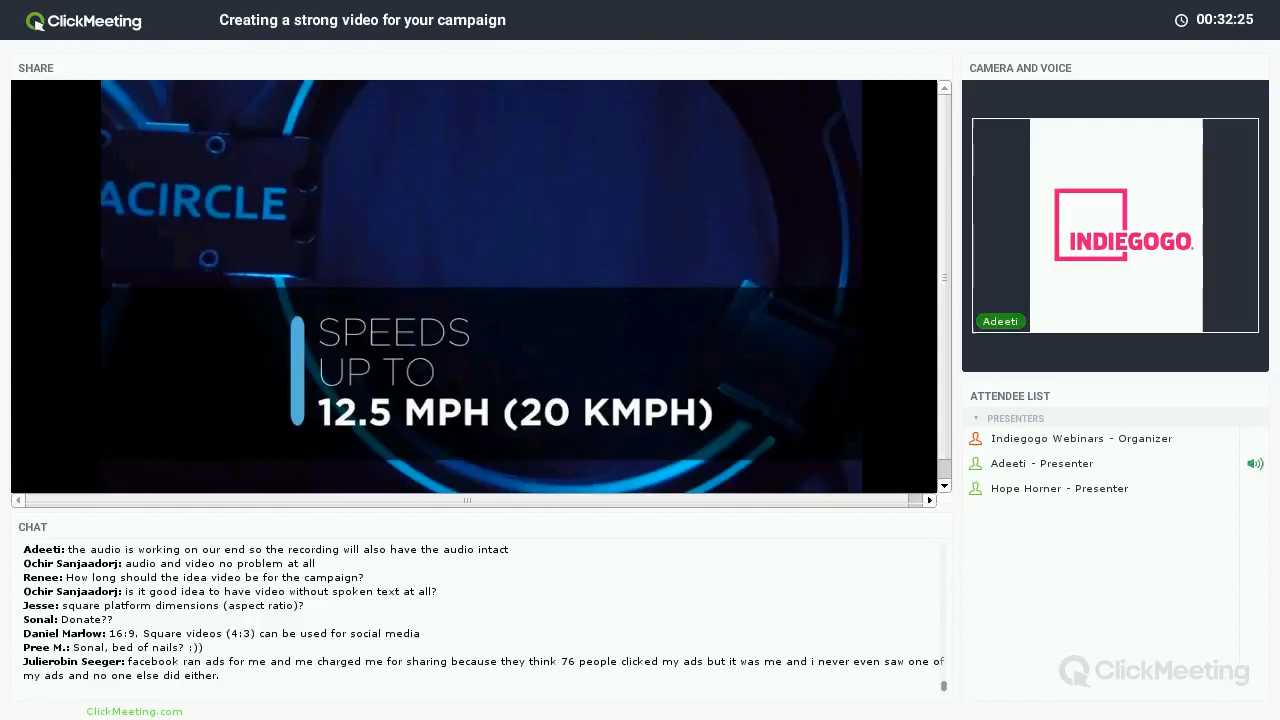 ClickMeeting
Creating a strong video for your campaign
00:32:25
SHARE
CAMERA AND VOICE
ACIRCLE
SPEEDS
UP TO
12.5 MPH (20 KMPH)
INDIEGOGO
Adeeti
ATTENDEE LIST
PRESENTERS
Indiegogo Webinars - Organizer
Adeeti - Presenter
Hope Horner - Presenter
CHAT
Adeeti: the audio is working on our end so the recording will also have the audio intact
Ochir Sanjaadorj: audio and video no problem at all
Renee: How long should the idea video be for the campaign?
Ochir Sanjaadorj: is it good idea to have video without spoken text at all?
Jesse: square platform dimensions (aspect ratio)?
Sonal: Donate??
Daniel Marlow: 16:9. Square videos (4:3) can be used for social media
Pree M.: Sonal, bed of nails? :))
Julierobin Seeger: facebook ran ads for me and me charged me for sharing because they think 76 people clicked my ads but it was me and i never even saw one of
my ads and no one else did either.
ClickMeeting
ClickMeeting.com